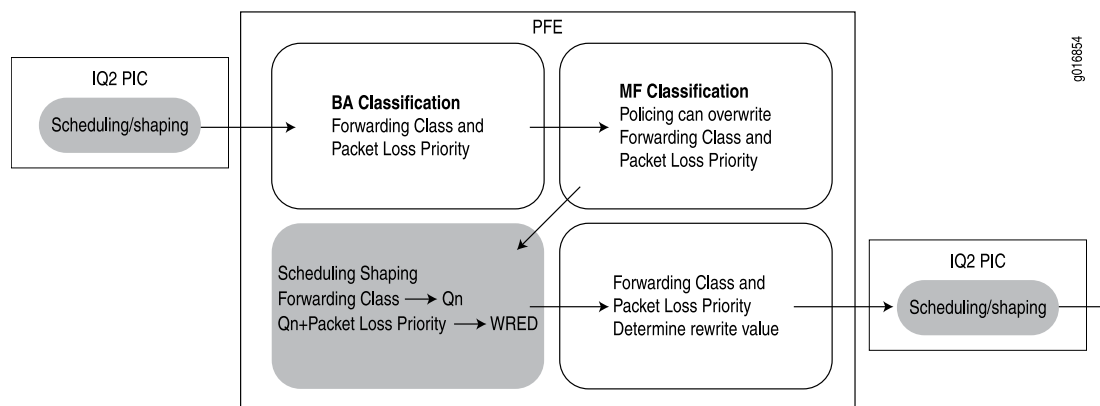 PFE
g016854
IQ2 PIC
Scheduling/shaping
BA Classification
Forwarding Class and
Packet Loss Priority
MF Classification
Policing can overwrite
Forwarding Class and
Packet Loss Priority
Scheduling Shaping
Forwarding Class → Qn
Qn+Packet Loss Priority → WRED
Forwarding Class and
Packet Loss Priority
Determine rewrite value
IQ2 PIC
Scheduling/shaping